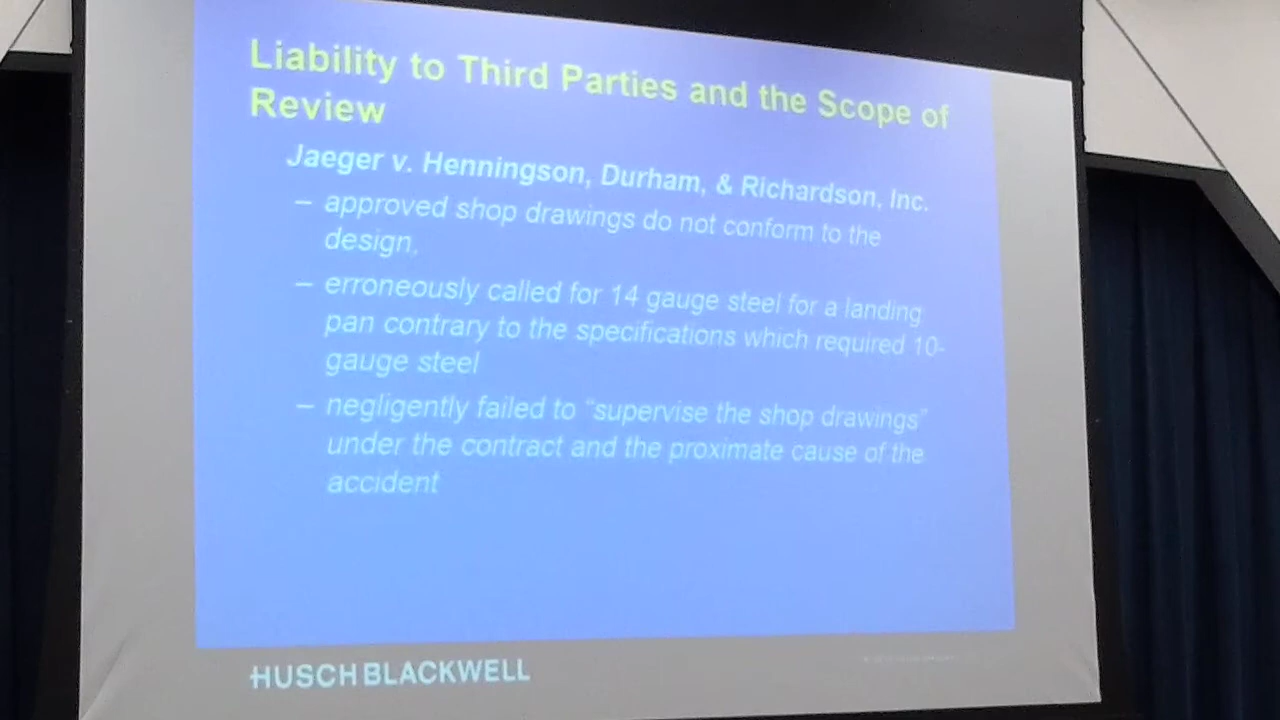 Liability to Third Parties and the Scope of
Review
Jaeger v. Henningson, Durham, & Richardson, Inc.
– approved shop drawings do not conform to the
design,
– erroneously called for 14 gauge steel for a landing
pan contrary to the specifications which required 10-
gauge steel
– negligently failed to "supervise the shop drawings"
under the contract and the proximate cause of the
accident
HUSCH BLACKWELL